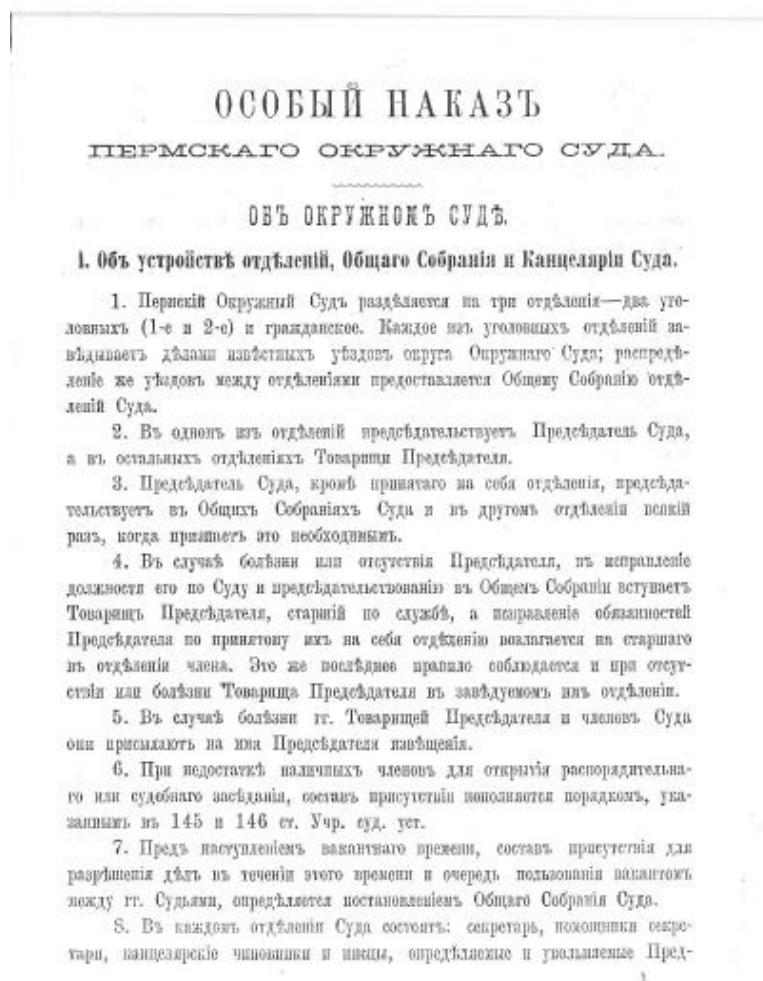 ОСОБЫЙ НАКАЗЪ
ПЕРМСКАГО ОКРУЖНАГО СУДА.
ОБЪ ОКРУЖНОМЪ СУДѢ.
I. Объ устройствѣ отдѣленій, Общаго Собранія и Канцеляріи Суда.
1. Пермскій Окружный Судъ раздѣляется на три отдѣленія—два уго-
ловныхъ (1-е и 2-е) и гражданское. Каждое изъ уголовныхъ отдѣленій за-
вѣдываетъ дѣлами извѣстныхъ уѣздовъ округа Окружнаго Суда; распредѣ-
леніе же уѣздовъ между отдѣленіями предоставляется Общему Собранію отдѣ-
леній Суда.
2. Въ одномъ изъ отдѣленій предсѣдательствуетъ Предсѣдатель Суда,
а въ остальныхъ отдѣленіяхъ Товарищи Предсѣдателя.
3. Предсѣдатель Суда, кромѣ принятаго на себя отдѣленія, предсѣда-
тельствуетъ въ Общихъ Собраніяхъ Суда и въ другомъ отдѣленіи всякій
разъ, когда признаетъ это необходимымъ.
4. Въ случаѣ болѣзни или отсутствія Предсѣдателя, въ исправленіе
должности его по Суду и предсѣдательствованію въ Общемъ Собраніи вступаетъ
Товарищъ Предсѣдателя, старшій по службѣ, а исправленіе обязанностей
Предсѣдателя по принятому имъ на себя отдѣленію возлагается на старшаго
въ отдѣленіи члена. Это же послѣднее правило соблюдается и при отсут-
ствіи или болѣзни Товарища Предсѣдателя въ завѣдуемомъ имъ отдѣленіи.
5. Въ случаѣ болѣзни гг. Товарищей Предсѣдателя и членовъ Суда
они присылаютъ на имя Предсѣдателя извѣщенія.
6. При недостаткѣ наличныхъ членовъ для открытія распорядительна-
го или судебнаго засѣданія, составъ присутствія пополняется порядкомъ, ука-
заннымъ въ 145 и 146 ст. Учр. суд. уст.
7. Предъ наступленіемъ вакантнаго времени, составъ присутствія для
разрѣшенія дѣлъ въ теченіи этого времени и очередь пользованія вакантомъ
между гг. Судьями, опредѣляется постановленіемъ Общаго Собранія Суда.
8. Въ каждомъ отдѣленіи Суда состоятъ: секретарь, помощники секре-
таря, канцелярскіе чиновники и писцы, опредѣляемые и увольняемые Пред-
1